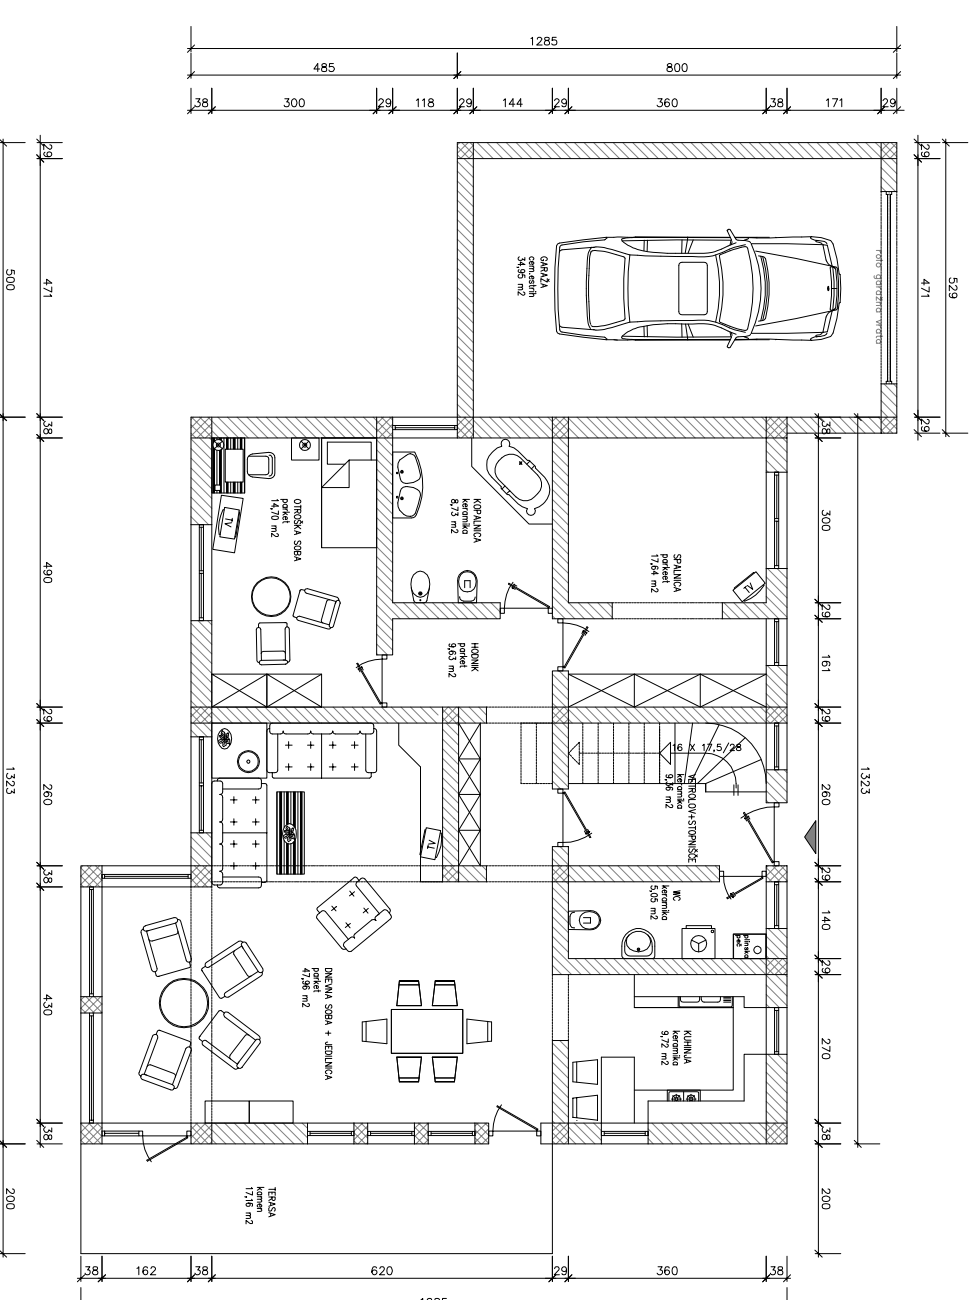 1285
485
800
38
300
29
118
29
144
29
360
38
171
29
29
471
38
490
29
260
38
430
38
200
500
1323
29
471
29
529
38
300
29
161
29
260
29
140
29
270
38
200
1323
GARAŽA
cem.estrih
34,95 m2
rolo garažna vrata
OTROŠKA SOBA
parket
14,70 m2
TV
KOPALNICA
keramika
8,73 m2
SPALNICA
parkeet
17,64 m2
TV
HODNIK
parket
9,63 m2
16 X 17,5/28
VETROLOV+STOPNIŠČE
keramika
TV
WC
keramika
5,05 m2
plinska
peč
DNEVNA SOBA + JEDILNICA
parket
47,96 m2
KUHINJA
keramika
9,72 m2
TERASA
kamen
17,16 m2
38
162
38
620
29
360
38